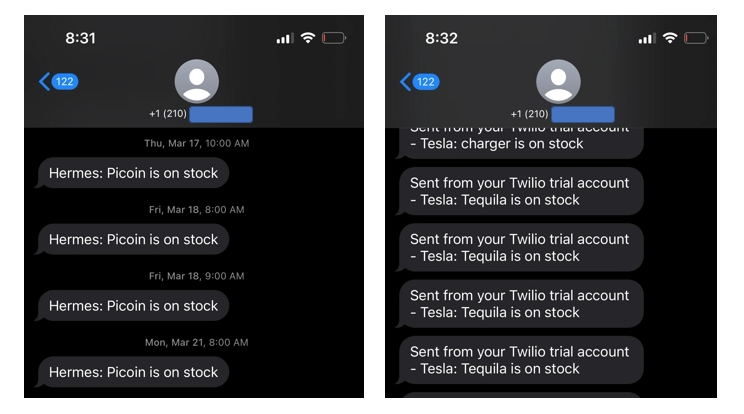 8:31
122
+1 (210)
Thu, Mar 17, 10:00 AM
Hermes: Picoin is on stock
Fri, Mar 18, 8:00 AM
Hermes: Picoin is on stock
Fri, Mar 18, 9:00 AM
Hermes: Picoin is on stock
Mon, Mar 21, 8:00 AM
Hermes: Picoin is on stock
8:32
122
+1 (210)
Sent from your Twilio trial account
- Tesla: charger is on stock
Sent from your Twilio trial account
- Tesla: Tequila is on stock
Sent from your Twilio trial account
- Tesla: Tequila is on stock
Sent from your Twilio trial account
- Tesla: Tequila is on stock
Sent from your Twilio trial account
- Tesla: Tequila is on stock